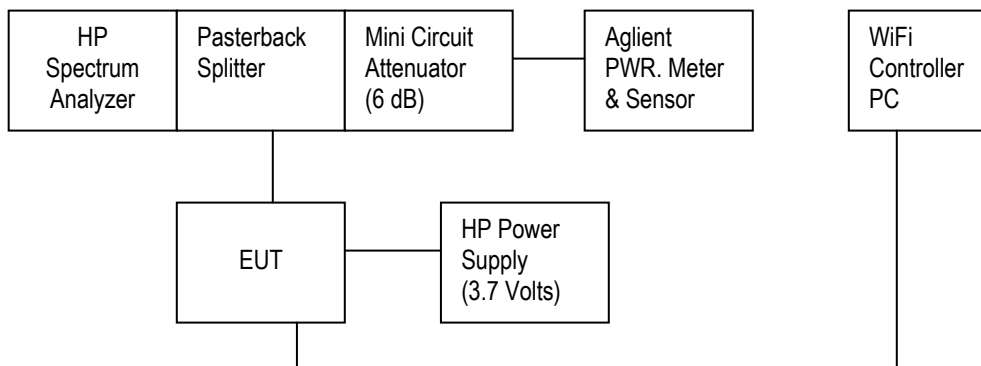 HP
Spectrum
Analyzer
Pasterback
Splitter
Mini Circuit
Attenuator
(6 dB)
Aglient
PWR. Meter
& Sensor
WiFi
Controller
PC
EUT
HP Power
Supply
(3.7 Volts)